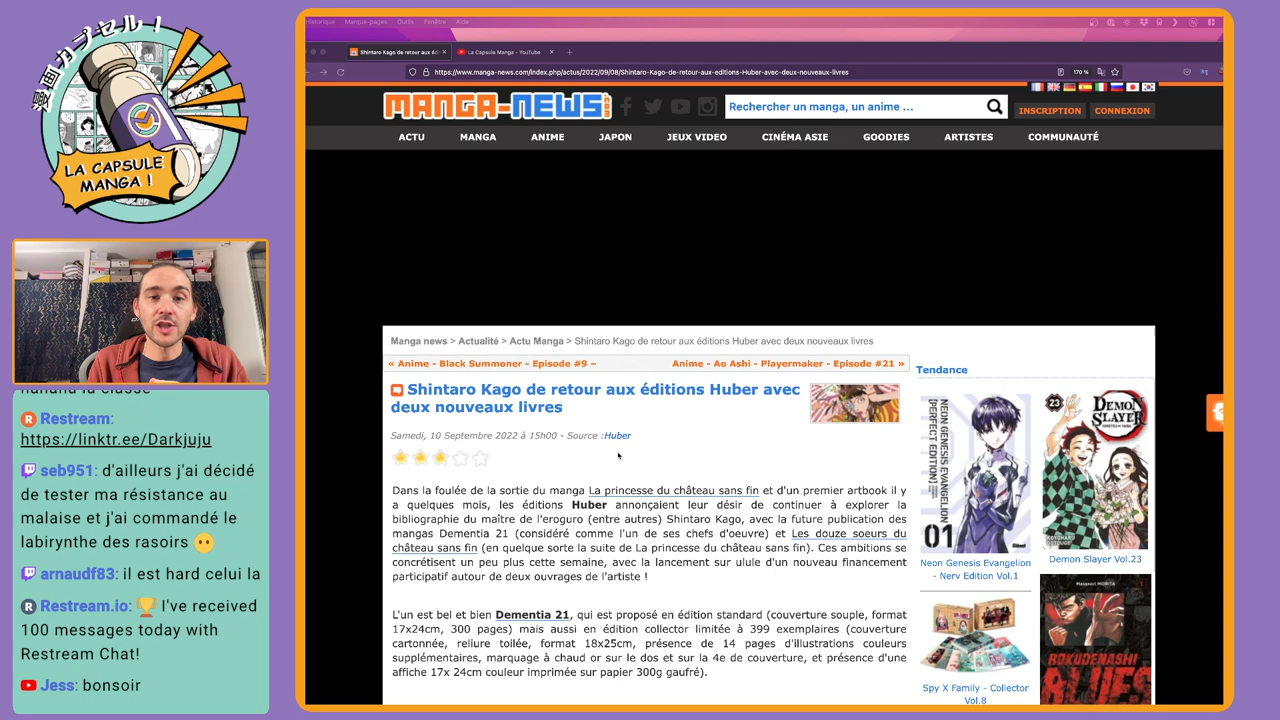 漫画カプセル！
LA CAPSULE
MANGA !
Restream:
https://linktr.ee/Darkjuju
seb951: d'ailleurs j'ai décidé
de tester ma résistance au
malaise et j'ai commandé le
labirynthe des rasoirs
arnaudf83: il est hard celui la
Restream.io: I've received
100 messages today with
Restream Chat!
Jess: bonsoir
Historique Marque-pages Outils Fenêtre Aide
Shintaro Kago de retour aux éd
La Capsule Manga - YouTube
https://www.manga-news.com/index.php/actus/2022/09/08/Shintaro-Kago-de-retour-aux-editions-Huber-avec-deux-nouveaux-livres
170 %
MANGA-NEWS
Rechercher un manga, un anime ...
INSCRIPTION CONNEXION
ACTU MANGA ANIME JAPON JEUX VIDEO CINÉMA ASIE GOODIES ARTISTES COMMUNAUTÉ
Manga news > Actualité > Actu Manga > Shintaro Kago de retour aux éditions Huber avec deux nouveaux livres
« Anime - Black Summoner - Episode #9 – Anime - Ao Ashi - Playermaker - Episode #21 »
Shintaro Kago de retour aux éditions Huber avec
deux nouveaux livres
Samedi, 10 Septembre 2022 à 15h00 - Source :Huber
Dans la foulée de la sortie du manga La princesse du château sans fin et d'un premier artbook il y
a quelques mois, les éditions Huber annonçaient leur désir de continuer à explorer la
bibliographie du maître de l'eroguro (entre autres) Shintaro Kago, avec la future publication des
mangas Dementia 21 (considéré comme l'un de ses chefs d'oeuvre) et Les douze soeurs du
château sans fin (en quelque sorte la suite de La princesse du château sans fin). Ces ambitions se
concrétisent un peu plus cette semaine, avec la lancement sur ulule d'un nouveau financement
participatif autour de deux ouvrages de l'artiste !
L'un est bel et bien Dementia 21, qui est proposé en édition standard (couverture souple, format
17x24cm, 300 pages) mais aussi en édition collector limitée à 399 exemplaires (couverture
cartonnée, reliure toilée, format 18x25cm, présence de 14 pages d'illustrations couleurs
supplémentaires, marquage à chaud or sur le dos et sur la 4e de couverture, et présence d'une
affiche 17x 24cm couleur imprimée sur papier 300g gaufré).
Tendance
NEON GENESIS EVANGELION
[PERFECT EDITION]
01
Neon Genesis Evangelion
- Nerv Edition Vol.1
23
DEMON
SLAYER
Demon Slayer Vol.23
Spy X Family - Collector
Vol.8
Masanori MORITA
1
ROKUDENASHI
BLUES